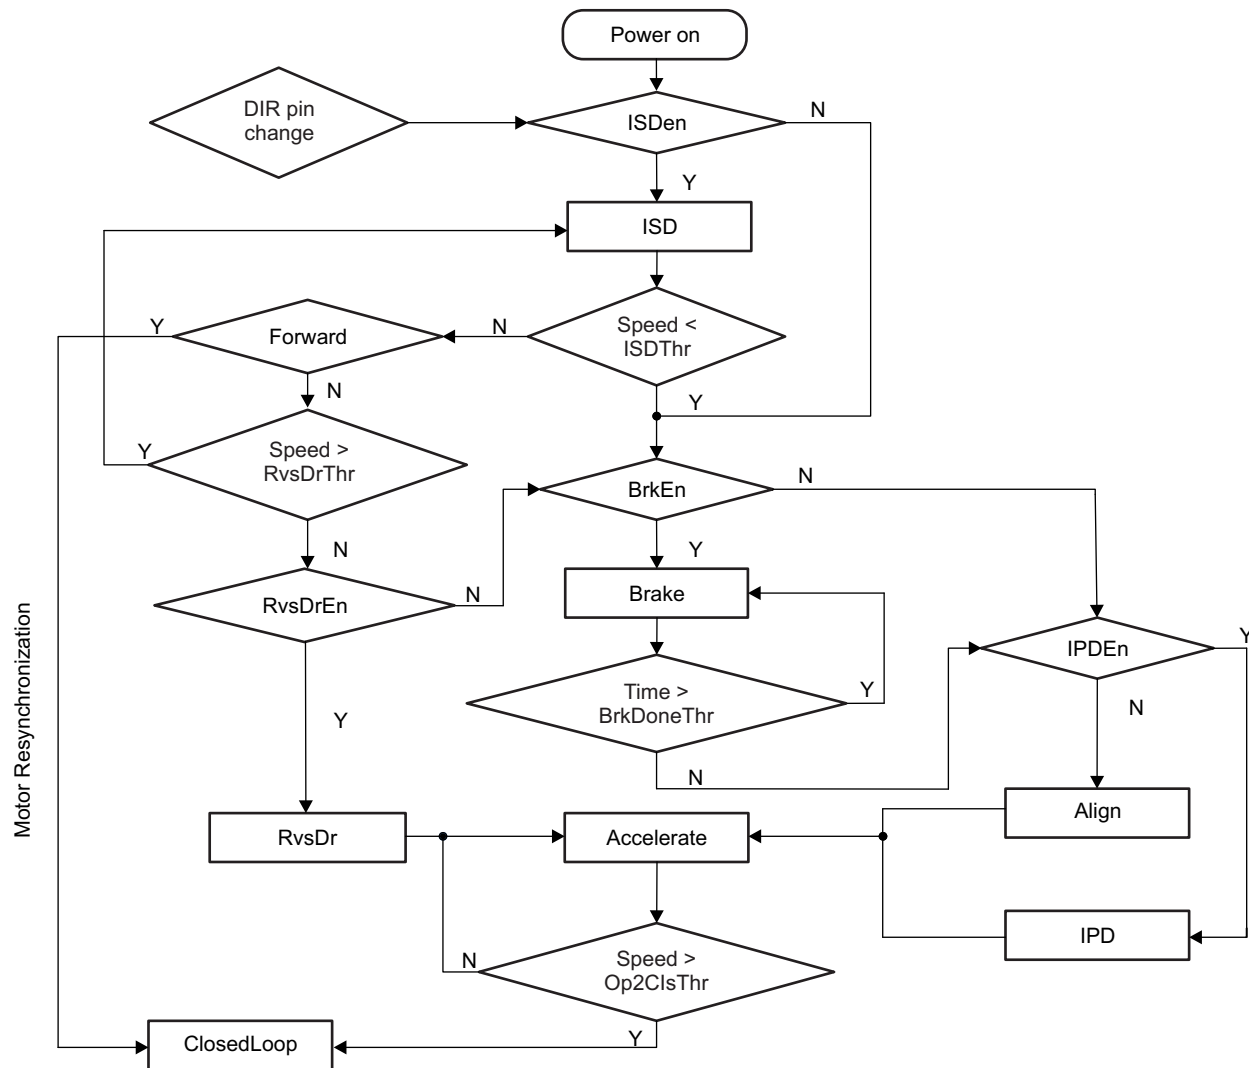 Power on
DIR pin
change
ISDen
N
Y
ISD
Speed <
ISDThr
N
Forward
Y
N
Y
Speed >
RvsDrThr
Y
N
BrkEn
N
Y
RvsDrEn
N
Brake
IPDEn
Y
Time >
BrkDoneThr
Y
N
Y
N
Motor Resynchronization
Align
RvsDr
Accelerate
IPD
Speed >
Op2ClsThr
N
Y
ClosedLoop